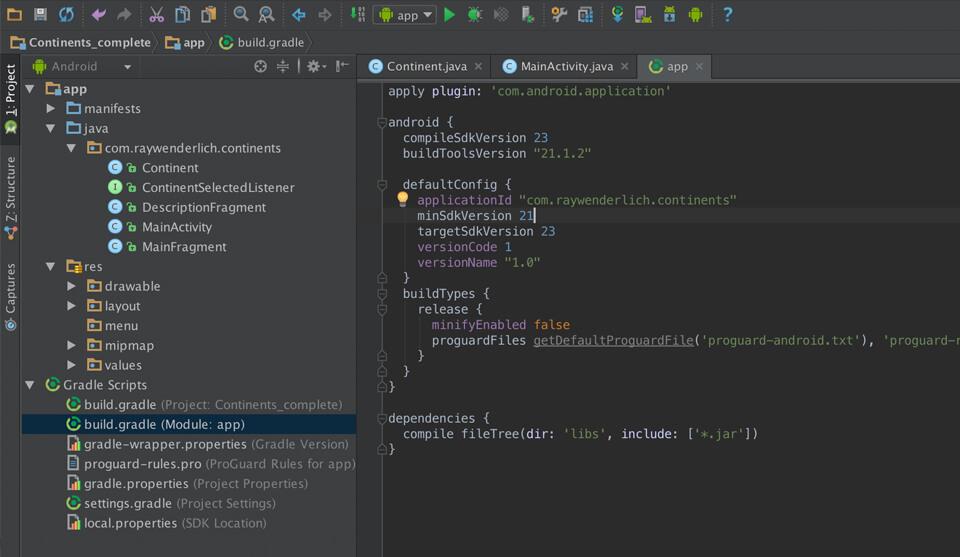 app
Continents_complete app build.gradle
1: Project
Z: Structure
Captures
Android
app
manifests
java
com.raywenderlich.continents
C Continent
I ContinentSelectedListener
C DescriptionFragment
C MainActivity
C MainFragment
res
drawable
layout
menu
mipmap
values
Gradle Scripts
build.gradle (Project: Continents_complete)
build.gradle (Module: app)
gradle-wrapper.properties (Gradle Version)
proguard-rules.pro (ProGuard Rules for app)
gradle.properties (Project Properties)
settings.gradle (Project Settings)
local.properties (SDK Location)
C Continent.java C MainActivity.java app
apply plugin: 'com.android.application'
android {
compileSdkVersion 23
buildToolsVersion "21.1.2"
defaultConfig {
applicationId "com.raywenderlich.continents"
minSdkVersion 21
targetSdkVersion 23
versionCode 1
versionName "1.0"
}
buildTypes {
release {
minifyEnabled false
proguardFiles getDefaultProguardFile('proguard-android.txt'), 'proguard-r
}
}
}
dependencies {
compile fileTree(dir: 'libs', include: ['*.jar'])
}